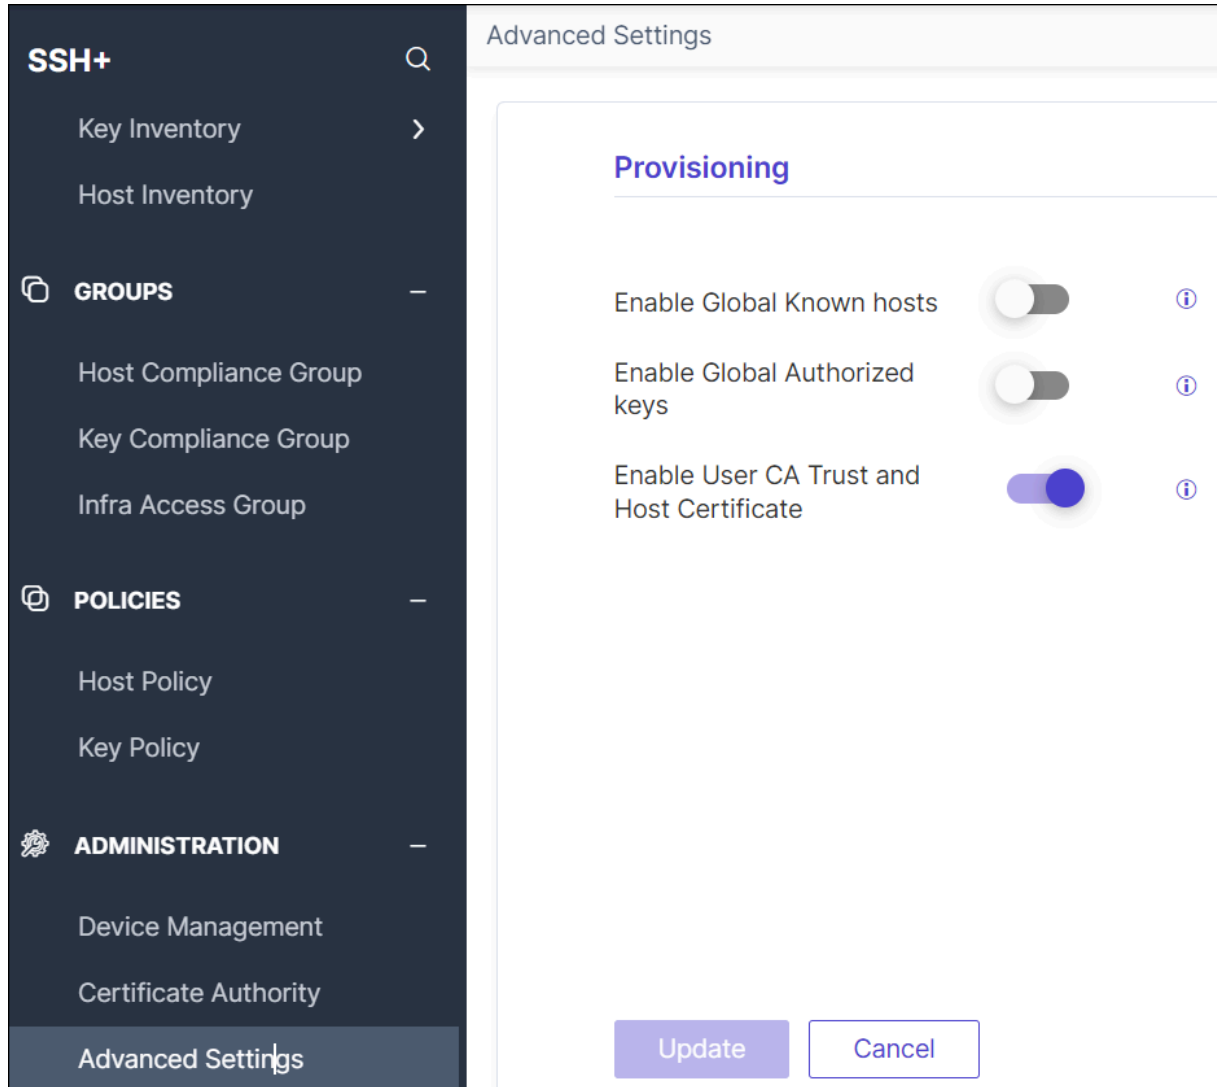 SSH+
Key Inventory
Host Inventory
GROUPS
Host Compliance Group
Key Compliance Group
Infra Access Group
POLICIES
Host Policy
Key Policy
ADMINISTRATION
Device Management
Certificate Authority
Advanced Settings
Advanced Settings
Provisioning
Enable Global Known hosts
Enable Global Authorized
keys
Enable User CA Trust and
Host Certificate
Update
Cancel